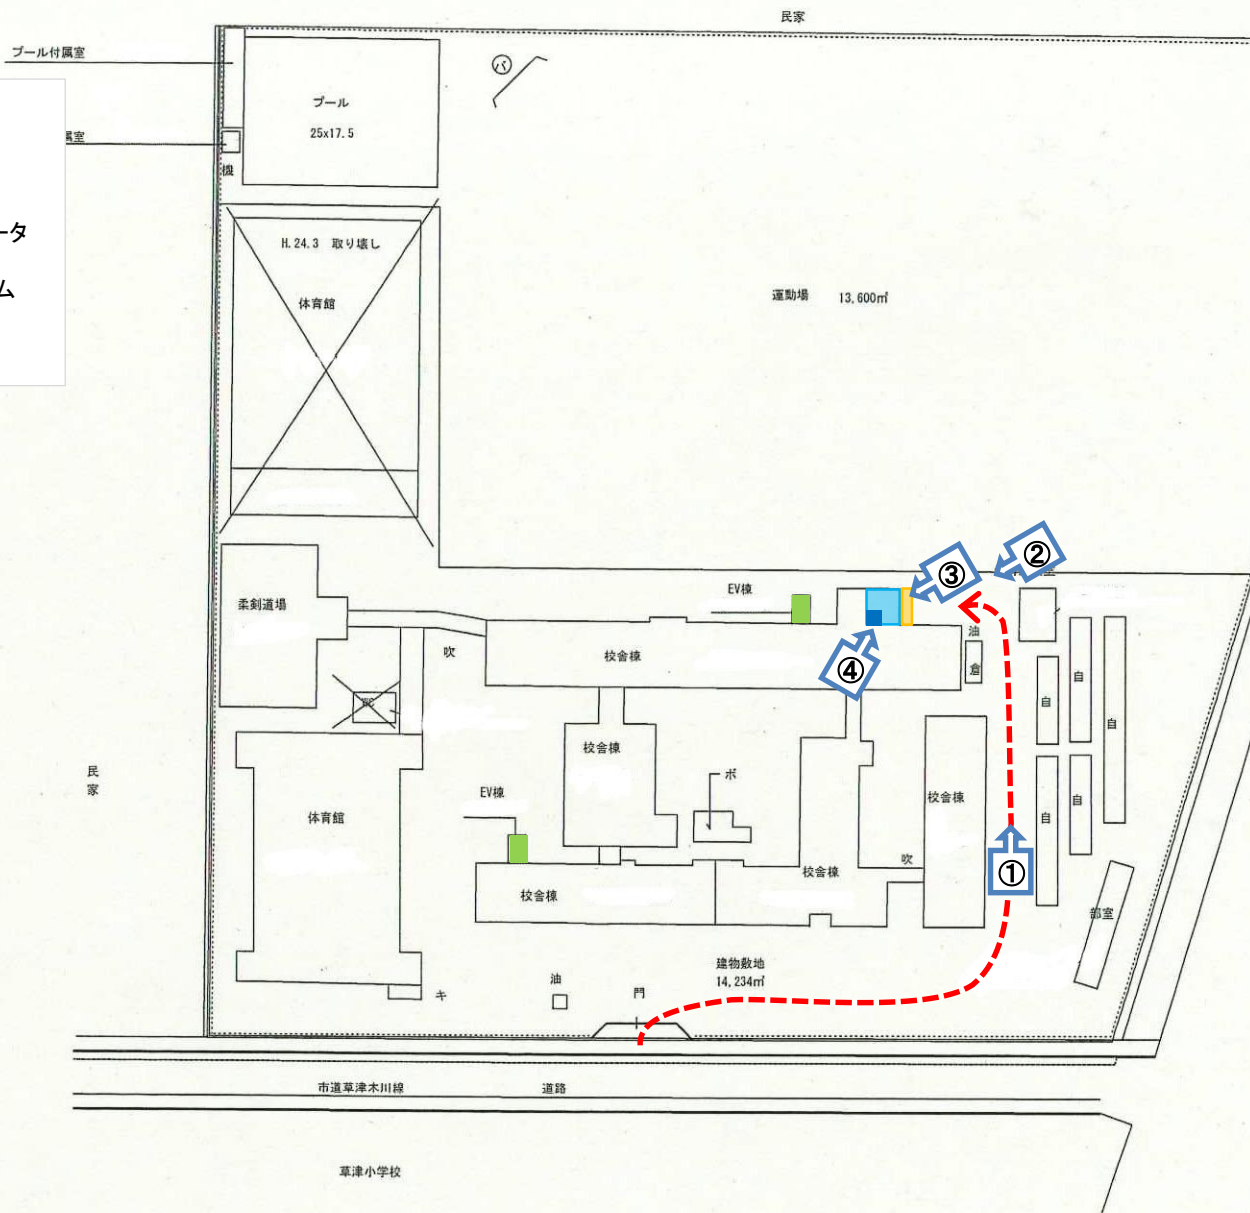 民家
プール付属室
プール
25x17.5
属室
機
ータ
ム
H.24.3 取り壊し
体育館
運動場 13,600㎡
②
③
EV棟
柔剣道場
吹
校舎棟
油
倉
④
自
自
自
校舎棟
ボ
校舎棟
民家
EV棟
体育館
自
自
①
吹
校舎棟
校舎棟
部室
建物敷地
14,234㎡
油
門
キ
市道草津木川線 道路
草津小学校